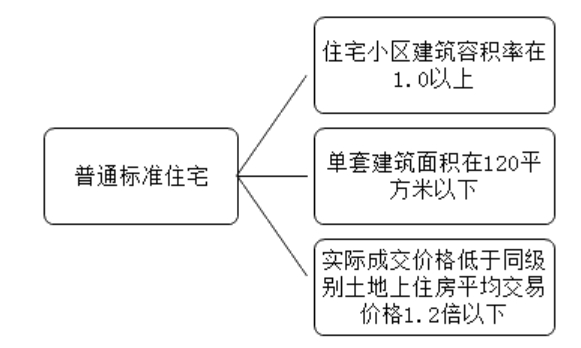 住宅小区建筑容积率在
1.0以上
普通标准住宅
单套建筑面积在120平
方米以下
实际成交价格低于同级
别土地上住房平均交易
价格1.2倍以下